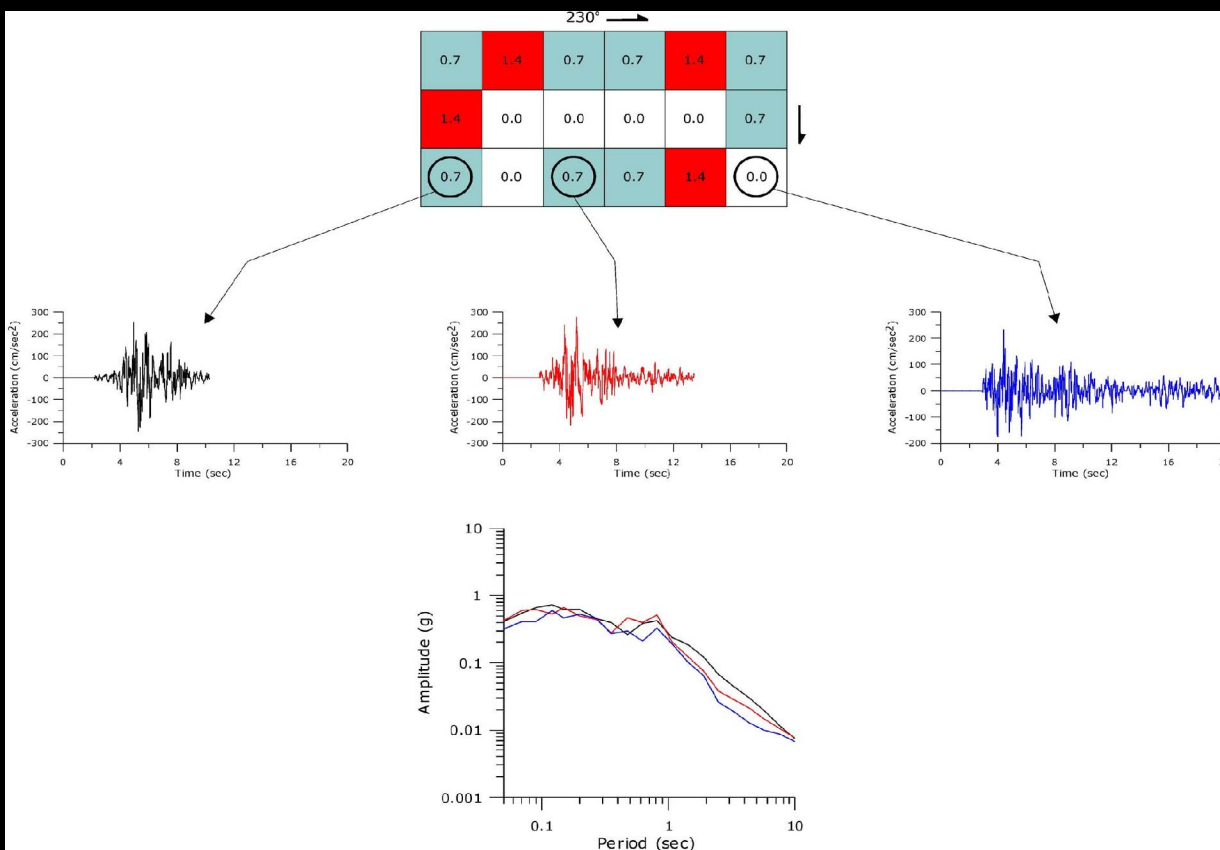 230°
0.7 1.4 0.7 0.7 1.4 0.7
1.4 0.0 0.0 0.0 0.0 0.7
0.7 0.0 0.7 0.7 1.4 0.0
300
200
100
0
-100
-200
-300
Acceleration (cm/sec²)
0 4 8 12 16 20
Time (sec)
300
200
100
0
-100
-200
-300
Acceleration (cm/sec²)
0 4 8 12 16 20
Time (sec)
300
200
100
0
-100
-200
Acceleration (cm/sec²)
0 4 8 12 16
Time (sec)
10
1
0.1
0.01
0.001
Amplitude (g)
0.1 1 10
Period (sec)